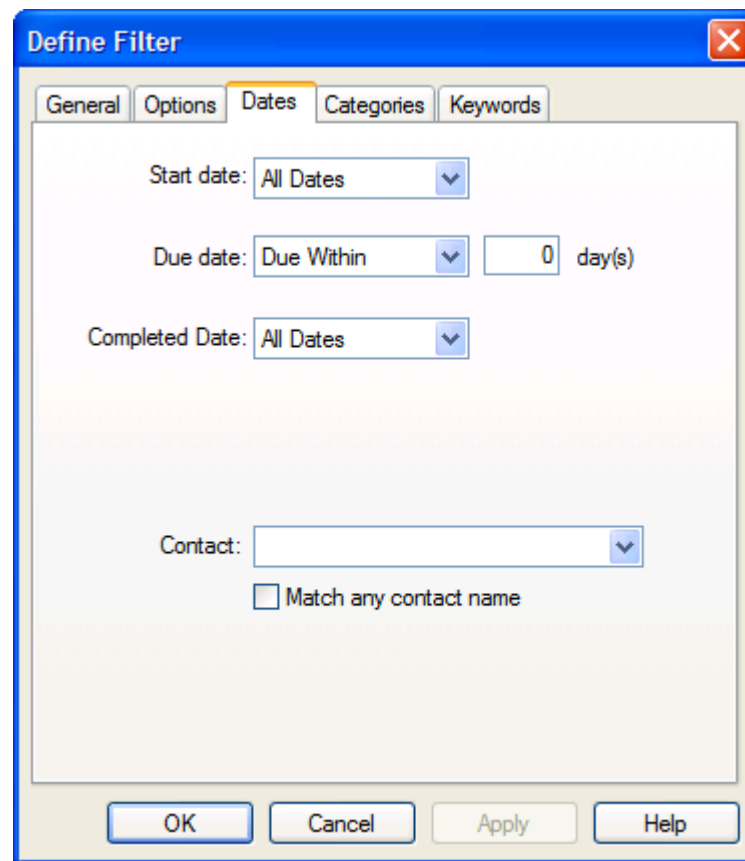 Define Filter
General Options Dates Categories Keywords
Start date: All Dates
Due date: Due Within 0 day(s)
Completed Date: All Dates
Contact:
Match any contact name
OK Cancel Apply Help